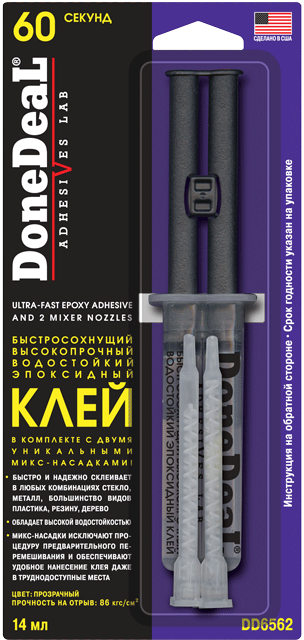 60 СЕКУНД
СДЕЛАНО В США
DoneDeaL®
ADHESIVES LAB
ULTRA-FAST EPOXY ADHESIVE
AND 2 MIXER NOZZLES
БЫСТРОСОХНУЩИЙ
ВЫСОКОПРОЧНЫЙ
ВОДОСТОЙКИЙ
ЭПОКСИДНЫЙ
КЛЕЙ
В КОМПЛЕКТЕ С ДВУМЯ
УНИКАЛЬНЫМИ
МИКС-НАСАДКАМИ!
• БЫСТРО И НАДЕЖНО СКЛЕИВАЕТ
В ЛЮБЫХ КОМБИНАЦИЯХ СТЕКЛО,
МЕТАЛЛ, БОЛЬШИНСТВО ВИДОВ
ПЛАСТИКА, РЕЗИНУ, ДЕРЕВО
• ОБЛАДАЕТ ВЫСОКОЙ ВОДОСТОЙКОСТЬЮ
• МИКС-НАСАДКИ ИСКЛЮЧАЮТ ПРО-
ЦЕДУРУ ПРЕДВАРИТЕЛЬНОГО ПЕ-
РЕМЕШИВАНИЯ И ОБЕСПЕЧИВАЮТ
УДОБНОЕ НАНЕСЕНИЕ КЛЕЯ ДАЖЕ
В ТРУДНОДОСТУПНЫЕ МЕСТА
ЦВЕТ: ПРОЗРАЧНЫЙ
ПРОЧНОСТЬ НА ОТРЫВ: 86 кгс/см²
14 мл
DD6562
Инструкция на обратной стороне • Срок годности указан на упаковке
DoneDeaL®
ВОДОСТОЙКИЙ ЭПОКСИДНЫЙ КЛЕЙ